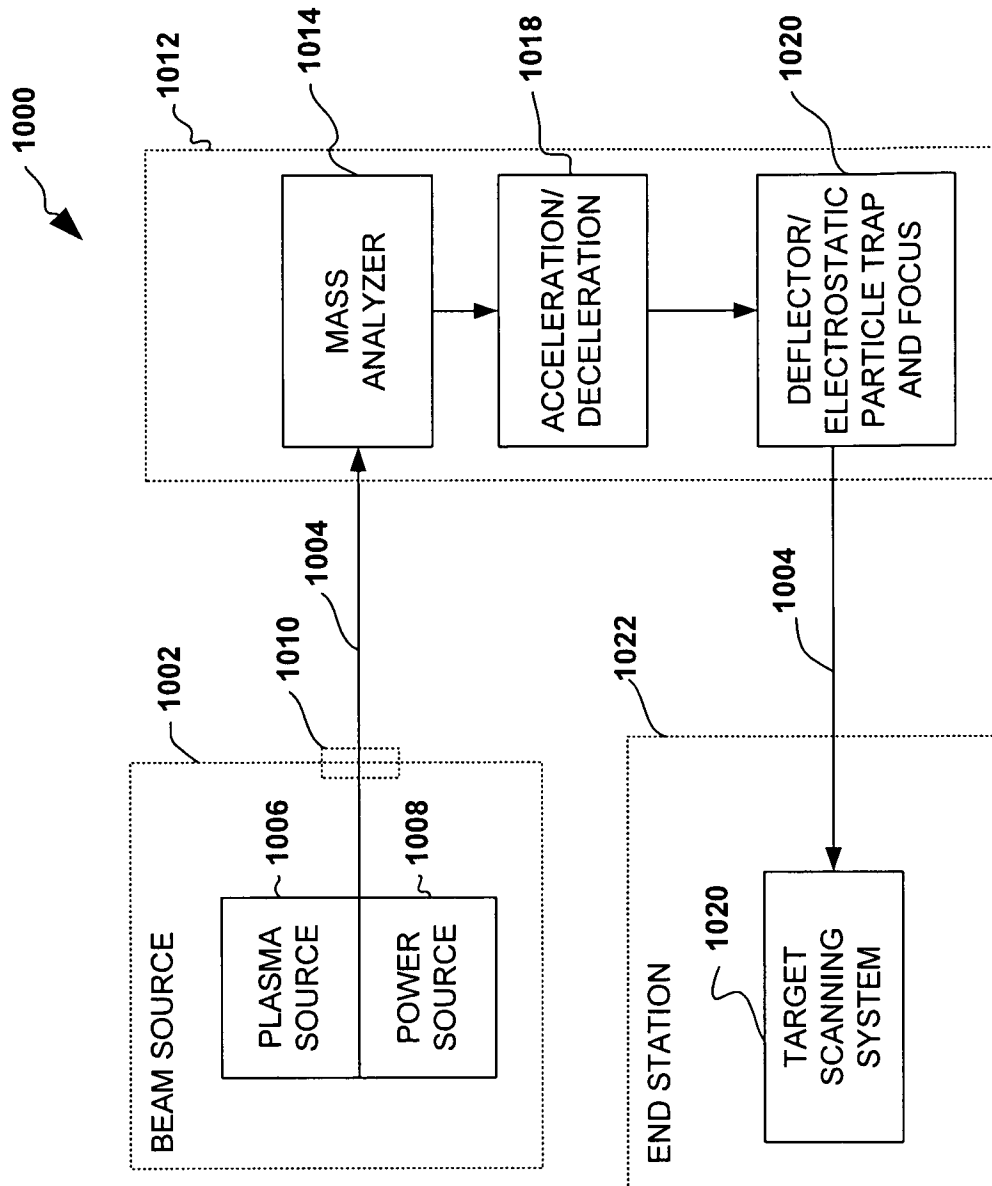 1000
BEAM SOURCE
1002
PLASMA
SOURCE
1006
POWER
SOURCE
1008
1010
1004
1012
MASS
ANALYZER
1014
ACCELERATION/
DECELERATION
1018
DEFLECTOR/
ELECTROSTATIC
PARTICLE TRAP
AND FOCUS
1020
1004
END STATION
1022
1020
TARGET
SCANNING
SYSTEM